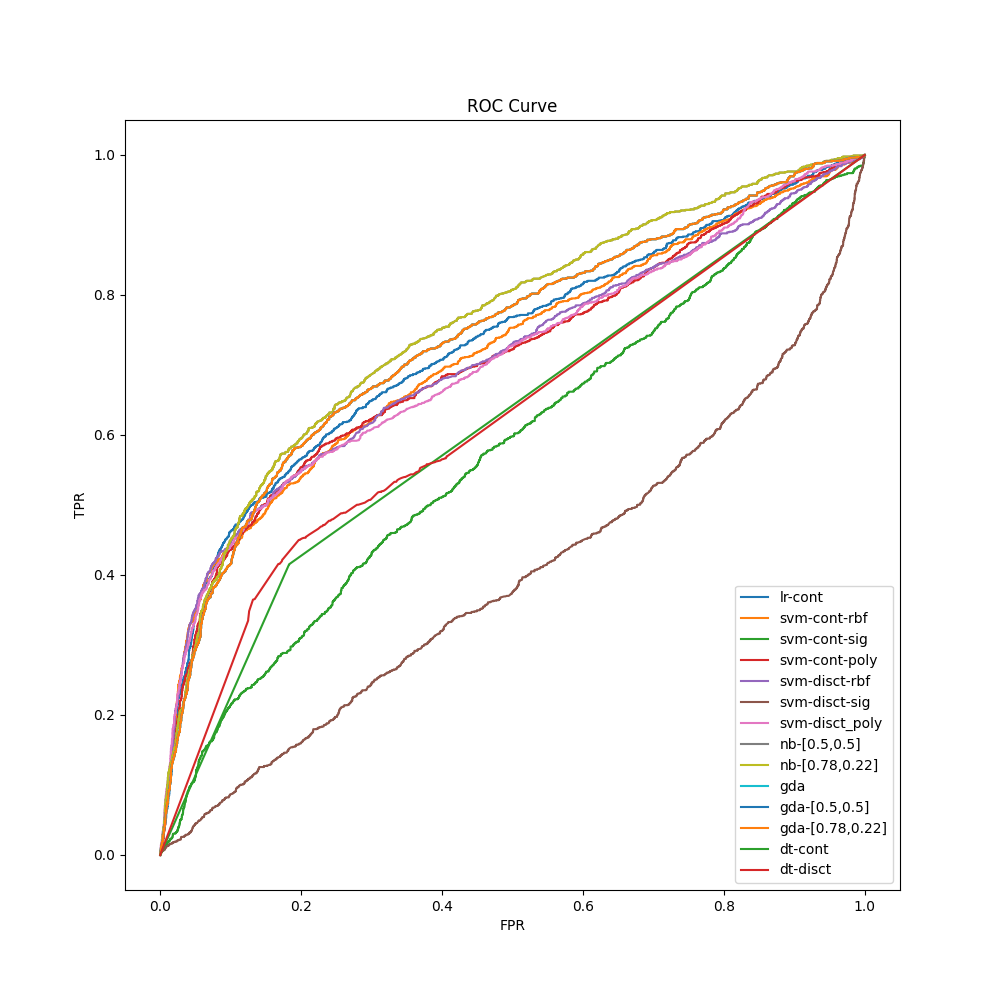 ROC Curve
1.0
0.8
0.6
0.4
0.2
0.0
TPR
lr-cont
svm-cont-rbf
svm-cont-sig
svm-cont-poly
svm-disct-rbf
svm-disct-sig
svm-disct_poly
nb-[0.5,0.5]
nb-[0.78,0.22]
gda
gda-[0.5,0.5]
gda-[0.78,0.22]
dt-cont
dt-disct
0.0 0.2 0.4 0.6 0.8 1.0
FPR